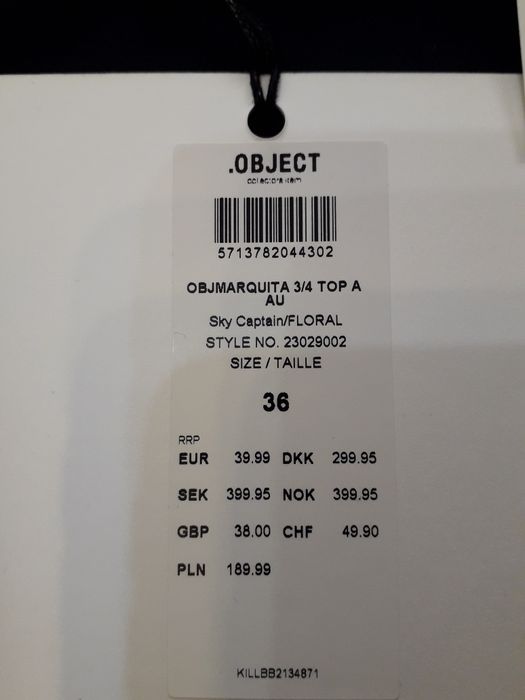 .OBJECT
collectors item
5713782044302
OBJMARQUITA 3/4 TOP A
AU
Sky Captain/FLORAL
STYLE NO. 23029002
SIZE / TAILLE
36
RRP
EUR 39.99 DKK 299.95
SEK 399.95 NOK 399.95
GBP 38.00 CHF 49.90
PLN 189.99
KILLBB2134871